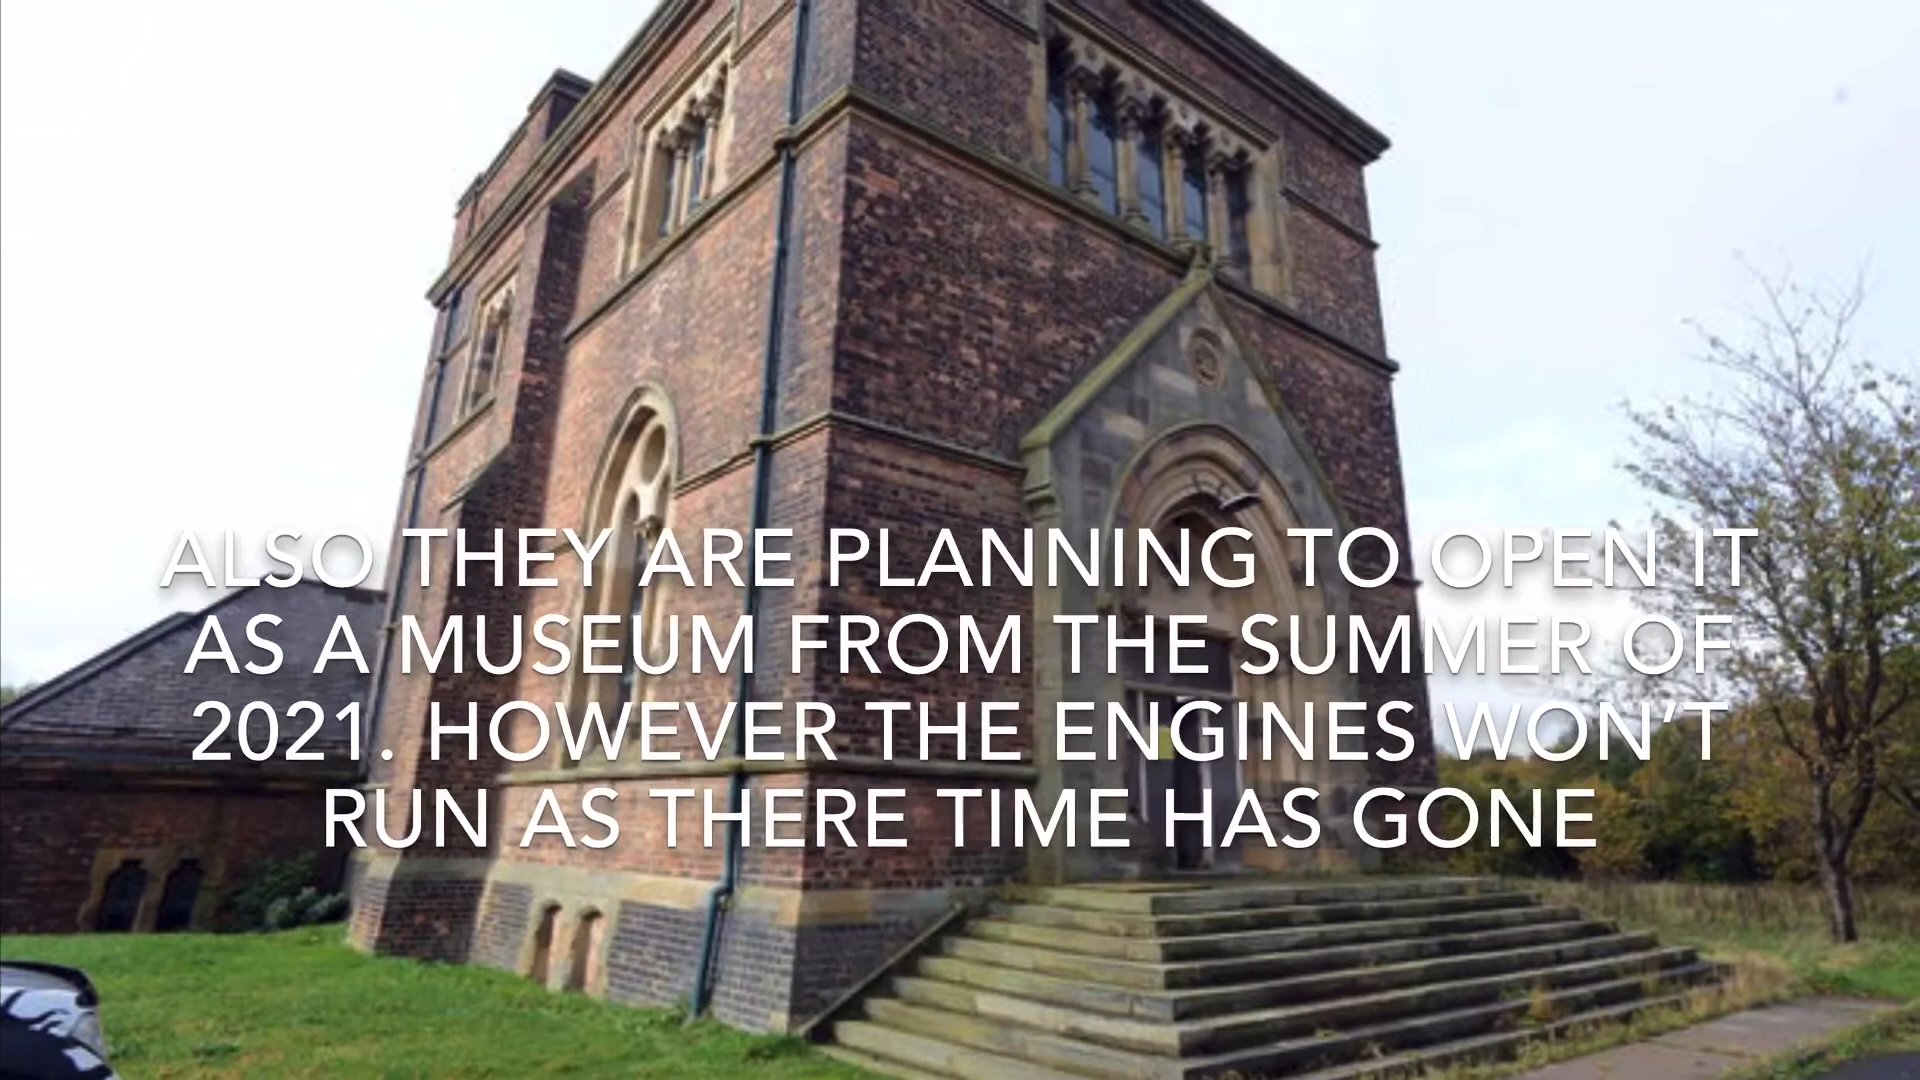 ALSO THEY ARE PLANNING TO OPEN IT
AS A MUSEUM FROM THE SUMMER OF
2021. HOWEVER THE ENGINES WON’T
RUN AS THERE TIME HAS GONE